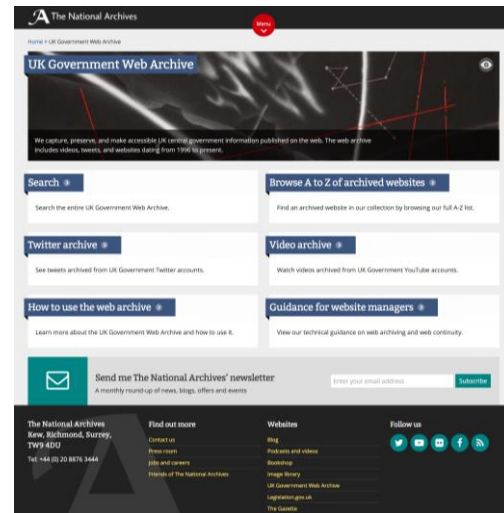 The National Archives
Menu
Home > UK Government Web Archive
UK Government Web Archive
We capture, preserve, and make accessible UK central government information published on the web. The web archive
includes videos, tweets, and websites dating from 1996 to present.
Search
Browse A to Z of archived websites
Search the entire UK Government Web Archive.
Find an archived website in our collection by browsing our full A-Z list.
Twitter archive
Video archive
See tweets archived from UK Government Twitter accounts.
Watch videos archived from UK Government YouTube accounts.
How to use the web archive
Guidance for website managers
Learn more about the UK Government Web Archive and how to use it.
View our technical guidance on web archiving and web continuity.
Send me The National Archives' newsletter
A monthly round-up of news, blogs, offers and events
Enter your email address
Subscribe
The National Archives
Kew, Richmond, Surrey,
TW9 4DU
Tel: +44 (0) 20 8876 3444
Find out more
Contact us
Press room
Jobs and careers
Friends of The National Archives
Websites
Blog
Podcasts and videos
Bookshop
Image library
UK Government Web Archive
Legislation.gov.uk
The Gazette
Follow us